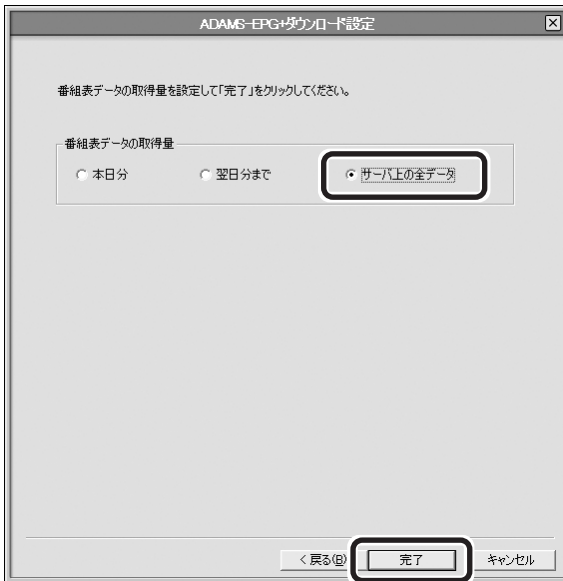 ADAMS-EPG+ダウンロード設定
番組表データの取得量を設定して「完了」をクリックしてください。
番組表データの取得量
本日分 翌日分まで サーバ上の全データ
< 戻る(B) 完了 キャンセル